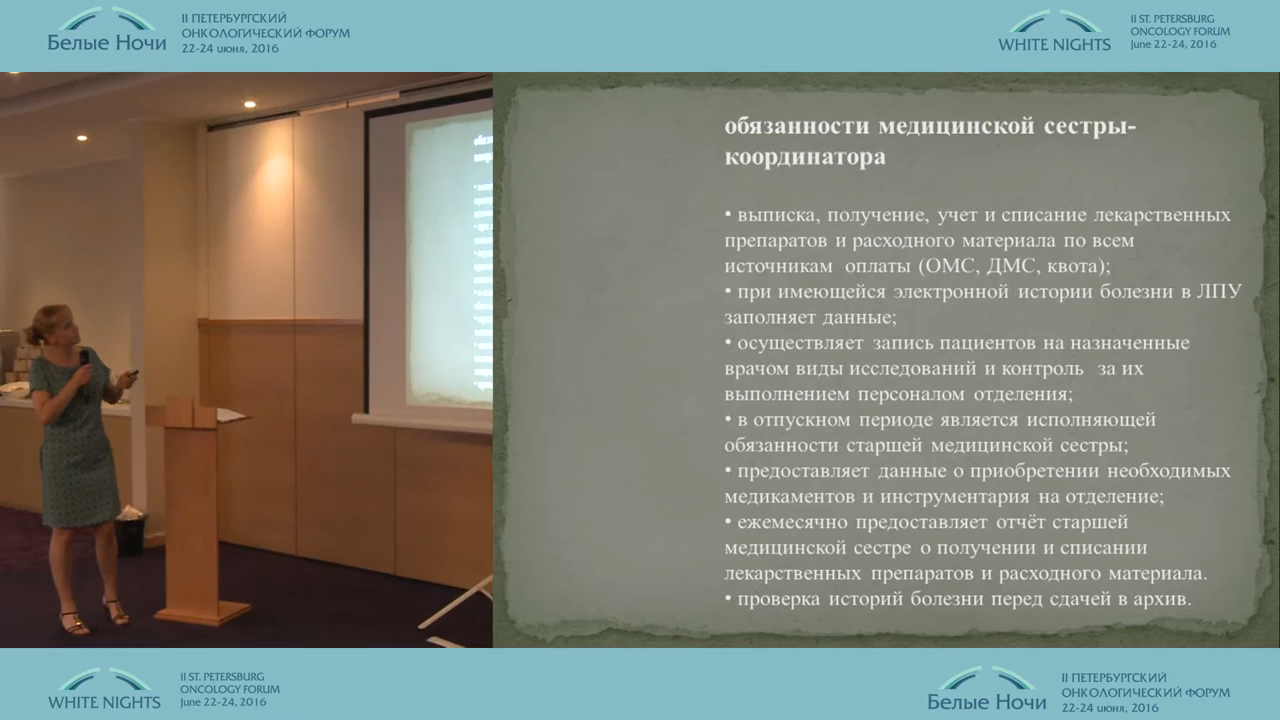 Белые Ночи
II ПЕТЕРБУРГСКИЙ
ОНКОЛОГИЧЕСКИЙ ФОРУМ
22-24 июня, 2016
WHITE NIGHTS
II ST. PETERSBURG
ONCOLOGY FORUM
June 22-24, 2016
обязанности медицинской сестры-
координатора
• выписка, получение, учет и списание лекарственных
препаратов и расходного материала по всем
источникам оплаты (ОМС, ДМС, квота);
• при имеющейся электронной истории болезни в ЛПУ
заполняет данные;
• осуществляет запись пациентов на назначенные
врачом виды исследований и контроль за их
выполнением персоналом отделения;
• в отпускном периоде является исполняющей
обязанности старшей медицинской сестры;
• предоставляет данные о приобретении необходимых
медикаментов и инструментария на отделение;
• ежемесячно предоставляет отчёт старшей
медицинской сестре о получении и списании
лекарственных препаратов и расходного материала.
• проверка историй болезни перед сдачей в архив.
WHITE NIGHTS
II ST. PETERSBURG
ONCOLOGY FORUM
June 22-24, 2016
Белые Ночи
II ПЕТЕРБУРГСКИЙ
ОНКОЛОГИЧЕСКИЙ ФОРУМ
22-24 июня, 2016